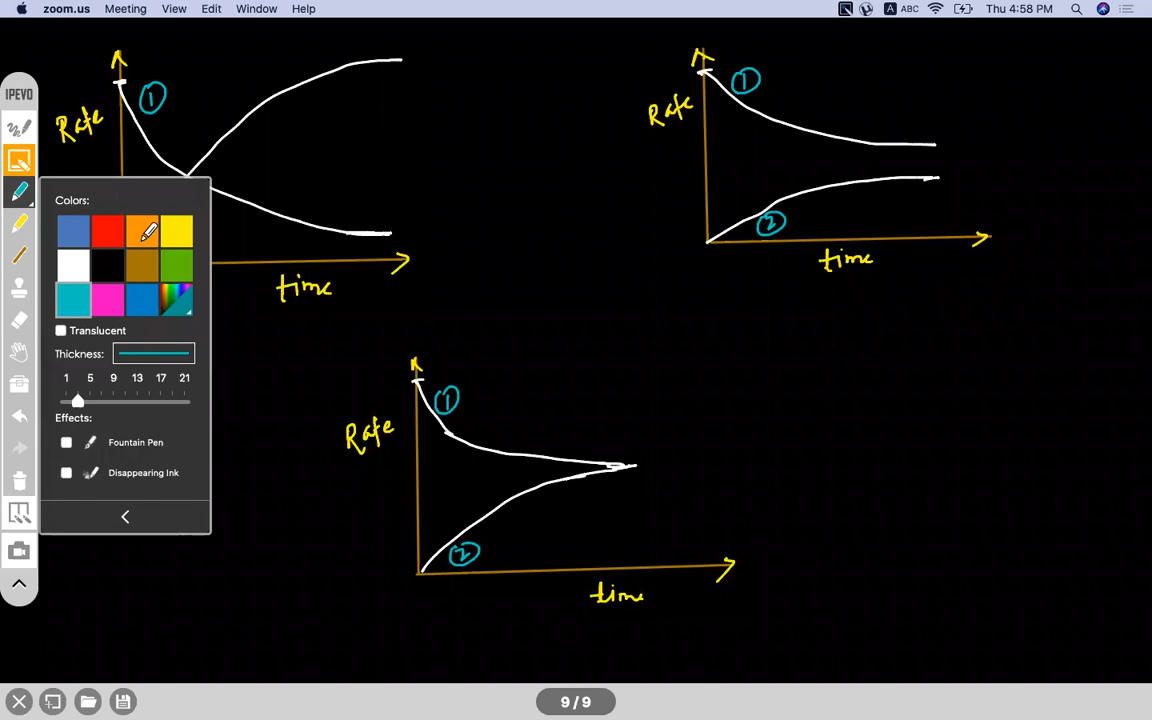 zoom.us Meeting View Edit Window Help A ABC Thu 4:58 PM
IPEVO
Rate
①
time
Rate
①
②
time
Colors:
Translucent
Thickness:
1 5 9 13 17 21
Effects:
Fountain Pen
Disappearing Ink
Rate
①
②
time
9 / 9